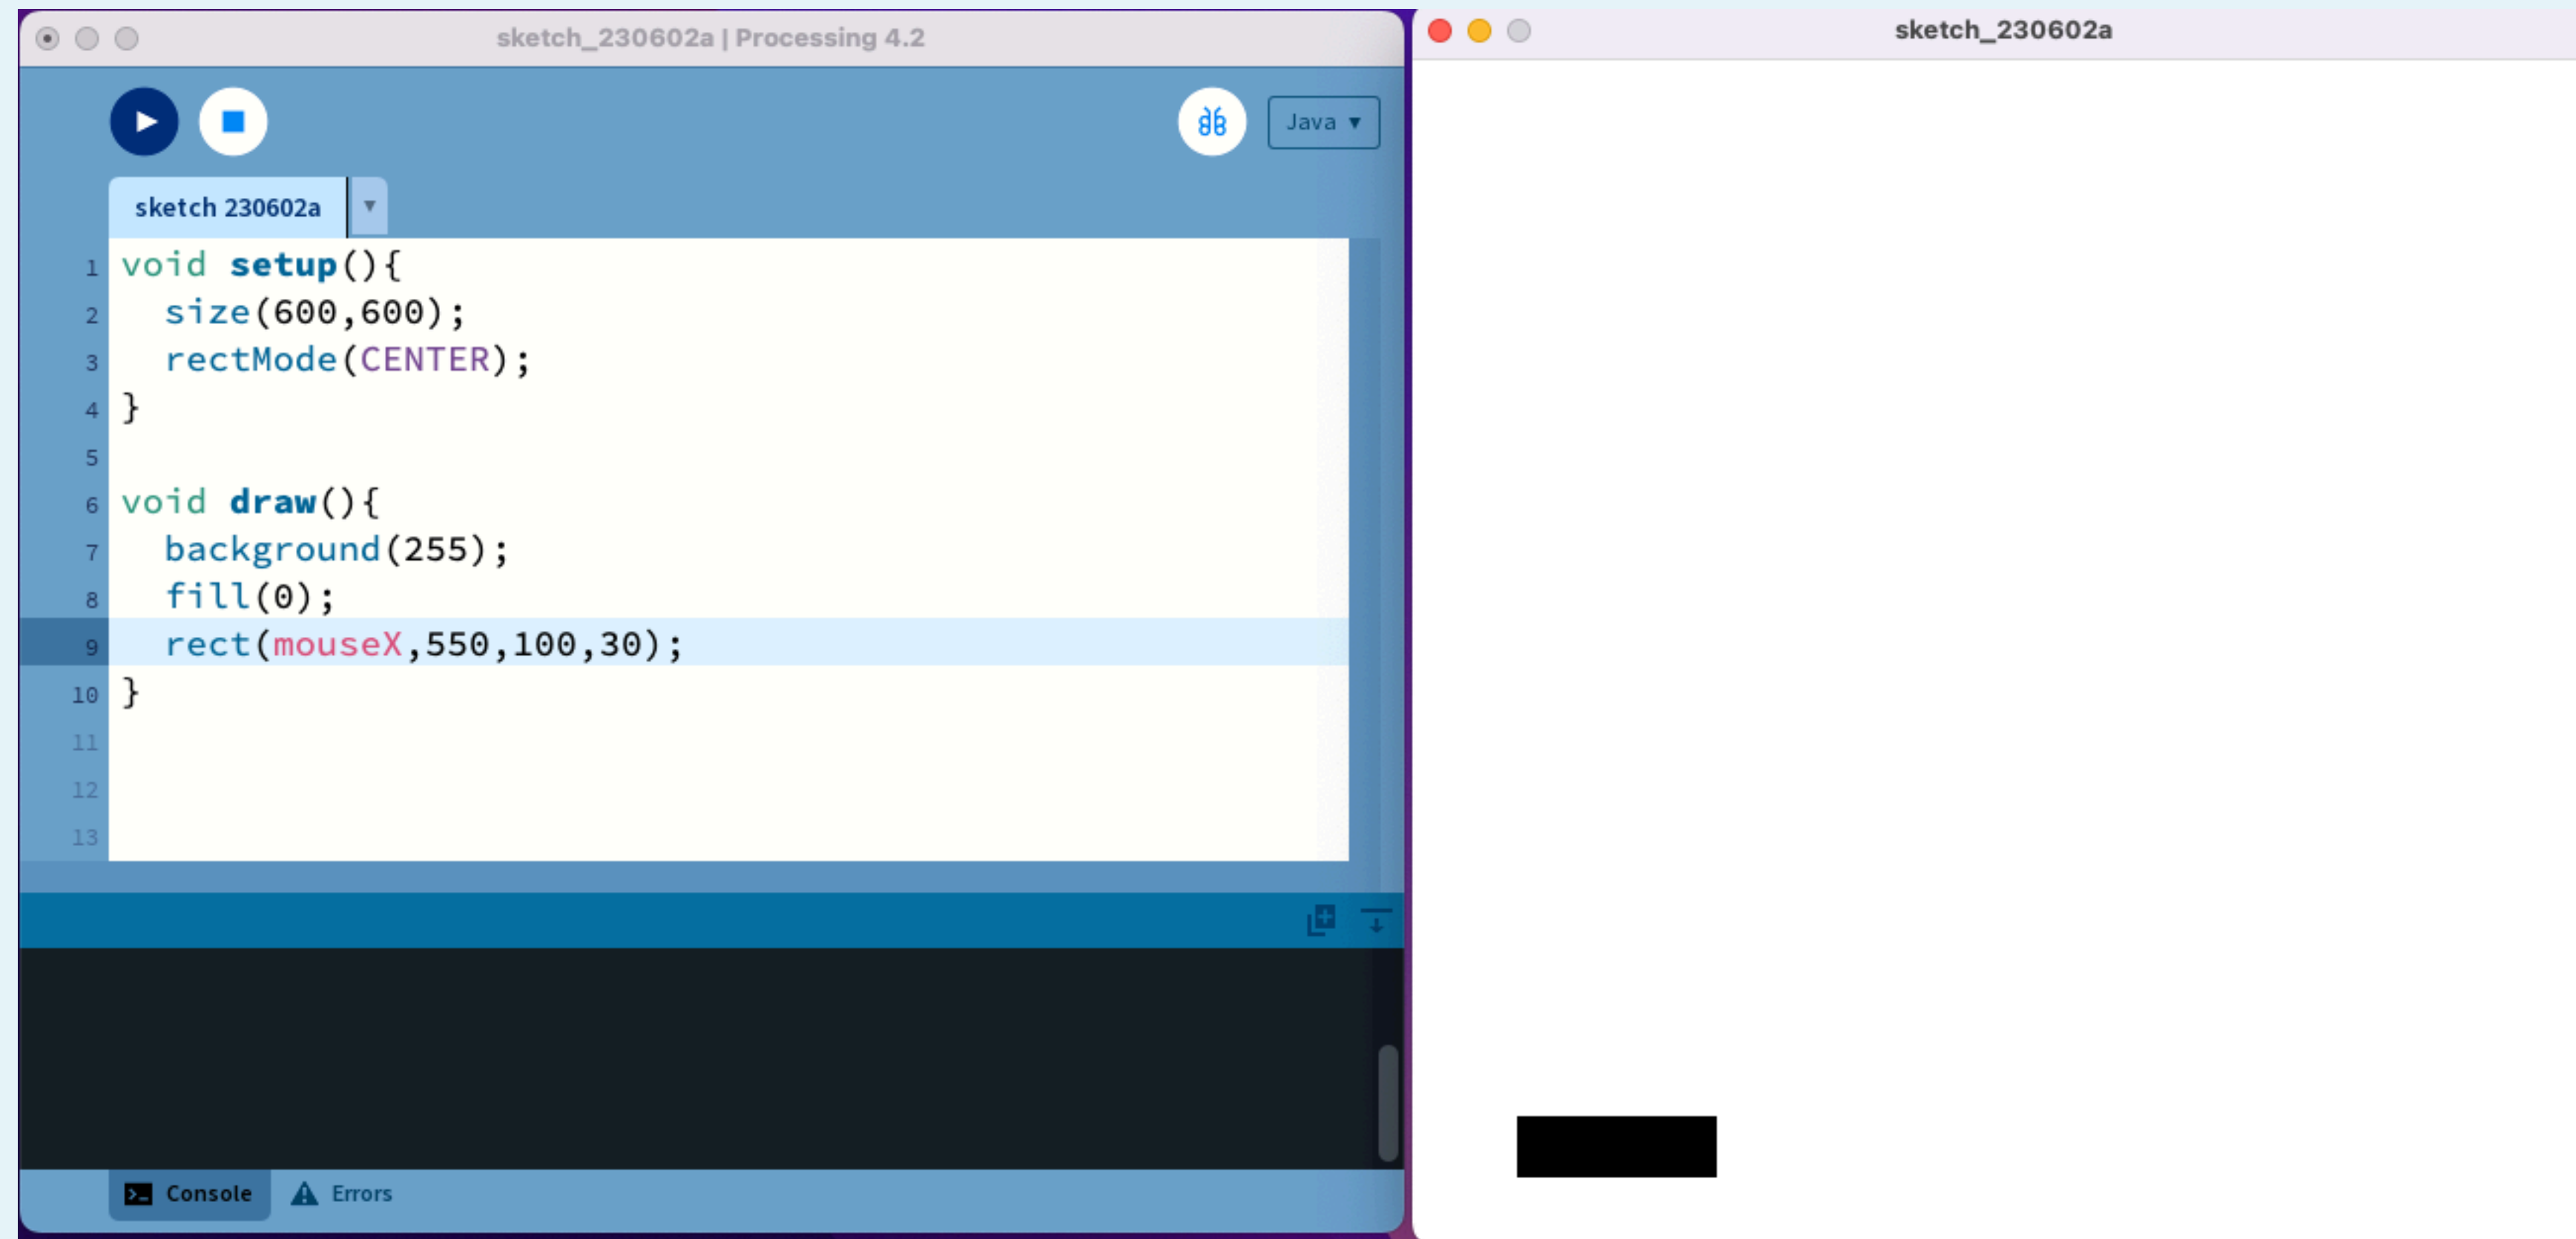 sketch_230602a | Processing 4.2
Java ▼
sketch 230602a ▼
1 void setup(){
2   size(600,600);
3   rectMode(CENTER);
4 }
5
6 void draw(){
7   background(255);
8   fill(0);
9   rect(mouseX,550,100,30);
10 }
11
12
13
Console
Errors
sketch_230602a